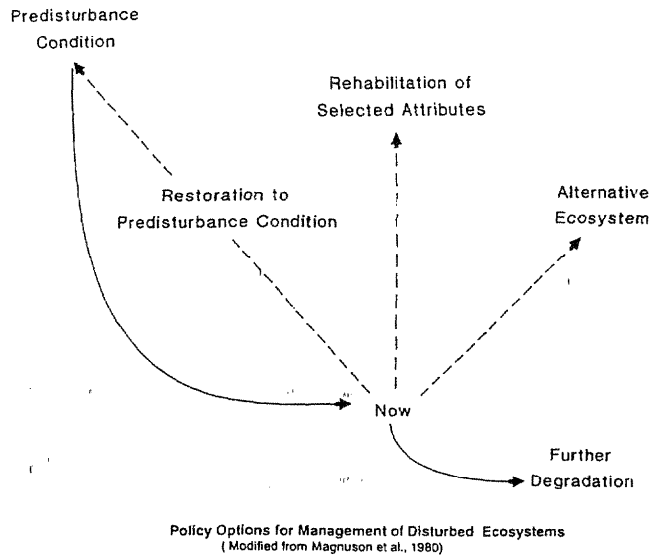 Predisturbance
Condition
Rehabilitation of
Selected Attributes
Restoration to
Predisturbance Condition
Alternative
Ecosystem
Now
Further
Degradation
Policy Options for Management of Disturbed Ecosystems
( Modified from Magnuson et al., 1980)